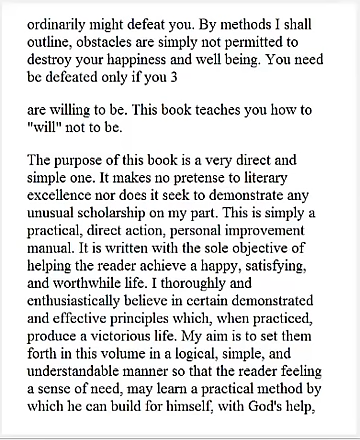 ordinarily might defeat you. By methods I shall
outline, obstacles are simply not permitted to
destroy your happiness and well being. You need
be defeated only if you 3
are willing to be. This book teaches you how to
"will" not to be.
The purpose of this book is a very direct and
simple one. It makes no pretense to literary
excellence nor does it seek to demonstrate any
unusual scholarship on my part. This is simply a
practical, direct action, personal improvement
manual. It is written with the sole objective of
helping the reader achieve a happy, satisfying,
and worthwhile life. I thoroughly and
enthusiastically believe in certain demonstrated
and effective principles which, when practiced,
produce a victorious life. My aim is to set them
forth in this volume in a logical, simple, and
understandable manner so that the reader feeling
a sense of need, may learn a practical method by
which he can build for himself, with God's help,